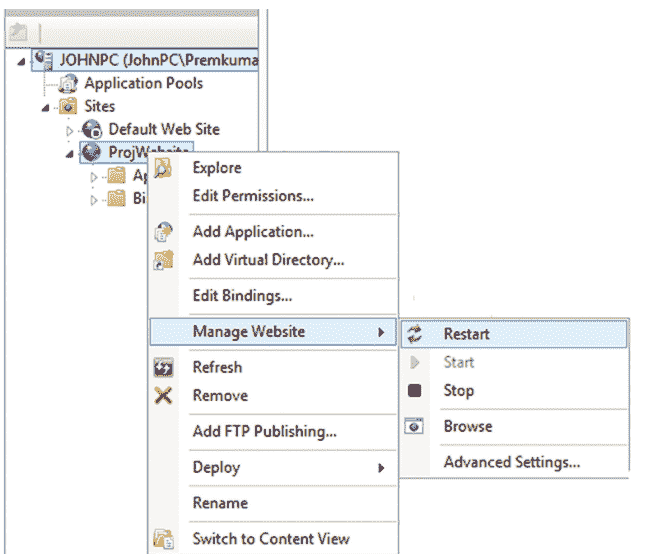 JOHNPC (JohnPC\Premkuma
Application Pools
Sites
Default Web Site
ProjWebsite
Explore
Edit Permissions...
Add Application...
Add Virtual Directory...
Edit Bindings...
Manage Website
Restart
Start
Stop
Browse
Advanced Settings...
Refresh
Remove
Add FTP Publishing...
Deploy
Rename
Switch to Content View